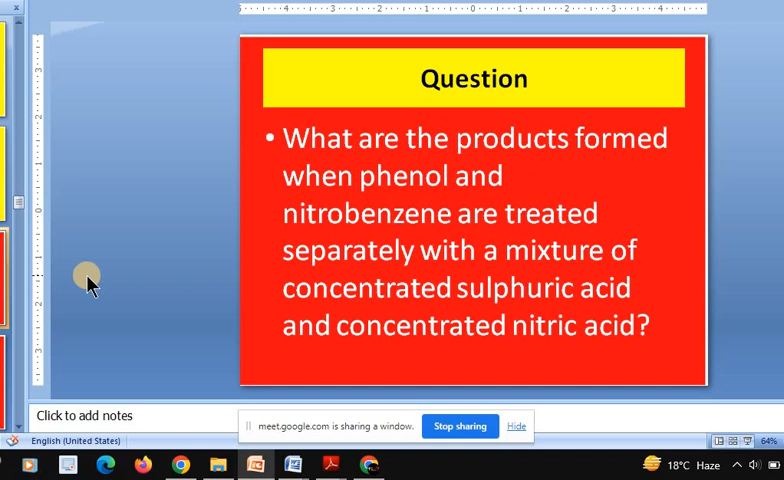 Question
• What are the products formed
when phenol and
nitrobenzene are treated
separately with a mixture of
concentrated sulphuric acid
and concentrated nitric acid?
Click to add notes
meet.google.com is sharing a window.
Stop sharing
Hide
English (United States)
64%
18°C Haze